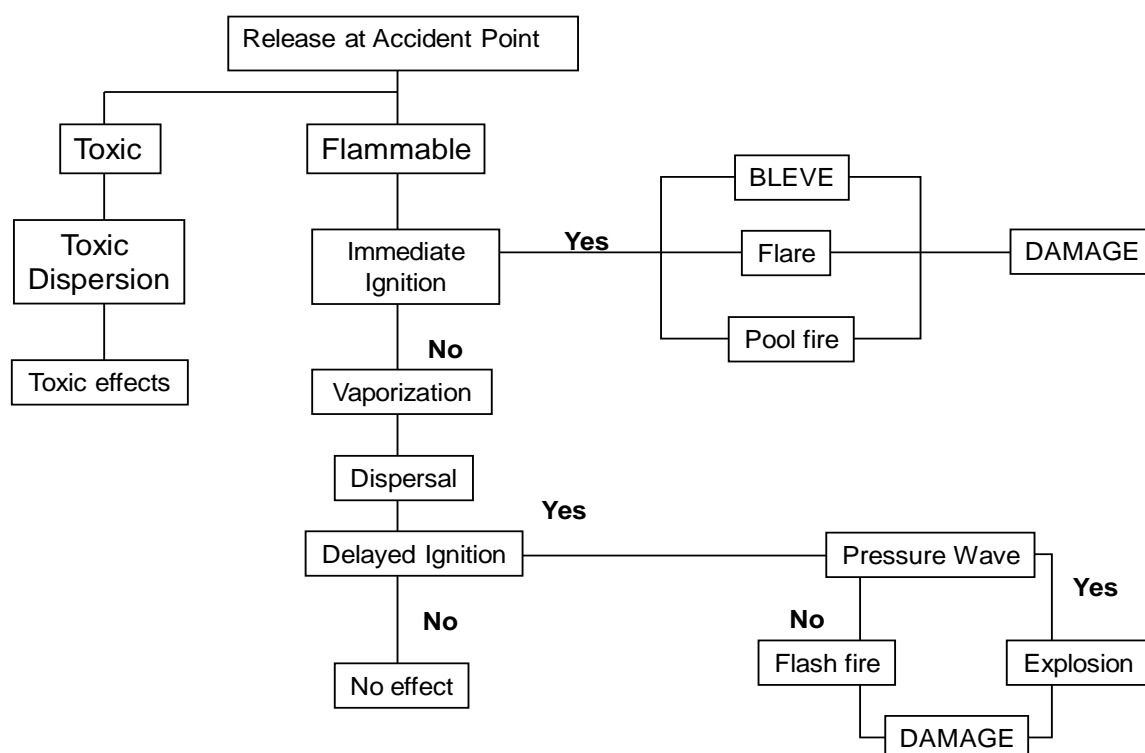 Release at Accident Point
Toxic
Flammable
BLEVE
Toxic
Dispersion
Immediate
Ignition
Yes
Flare
DAMAGE
Pool fire
No
Toxic effects
Vaporization
Dispersal
Yes
Delayed Ignition
Pressure Wave
Yes
No
No
Flash fire
Explosion
No effect
DAMAGE